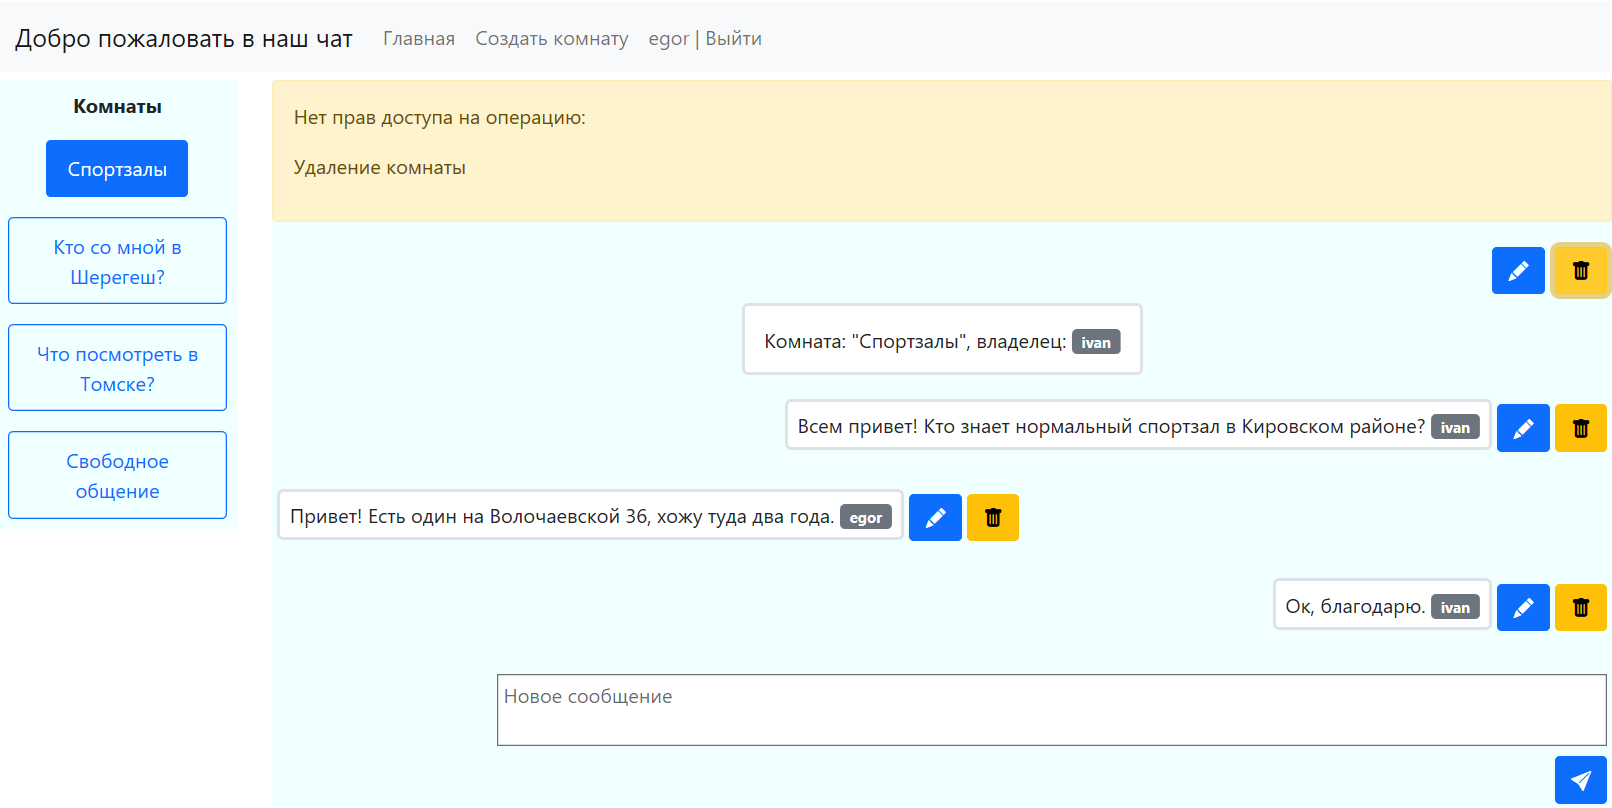 Добро пожаловать в наш чат Главная Создать комнату egor | Выйти
Комнаты
Спортзалы
Кто со мной в
Шерегеш?
Что посмотреть в
Томске?
Свободное
общение
Нет прав доступа на операцию:
Удаление комнаты
Комната: "Спортзалы", владелец: ivan
Всем привет! Кто знает нормальный спортзал в Кировском районе? ivan
Привет! Есть один на Волочаевской 36, хожу туда два года. egor
Ок, благодарю. ivan
Новое сообщение